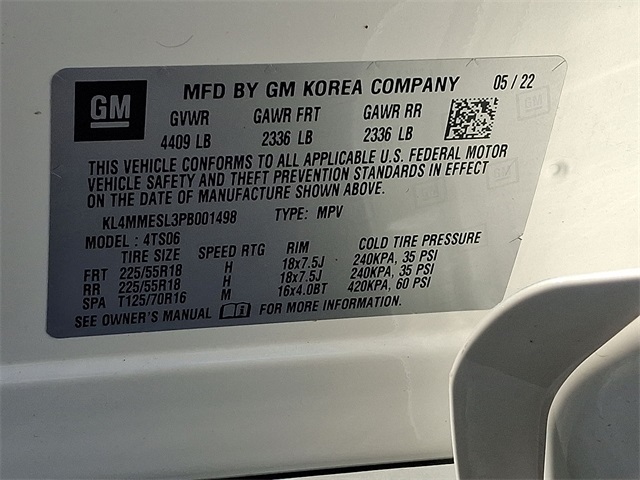 GM
MFD BY GM KOREA COMPANY 05 / 22
GVWR GAWR FRT GAWR RR
4409 LB 2336 LB 2336 LB
THIS VEHICLE CONFORMS TO ALL APPLICABLE U.S. FEDERAL MOTOR
VEHICLE SAFETY AND THEFT PREVENTION STANDARDS IN EFFECT
ON THE DATE OF MANUFACTURE SHOWN ABOVE.
KL4MMESL3PB001498 TYPE: MPV
MODEL : 4TS06
TIRE SIZE SPEED RTG RIM COLD TIRE PRESSURE
FRT 225/55R18 H 18x7.5J 240KPA, 35 PSI
RR 225/55R18 H 18x7.5J 240KPA, 35 PSI
SPA T125/70R16 M 16x4.0BT 420KPA, 60 PSI
SEE OWNER'S MANUAL FOR MORE INFORMATION.